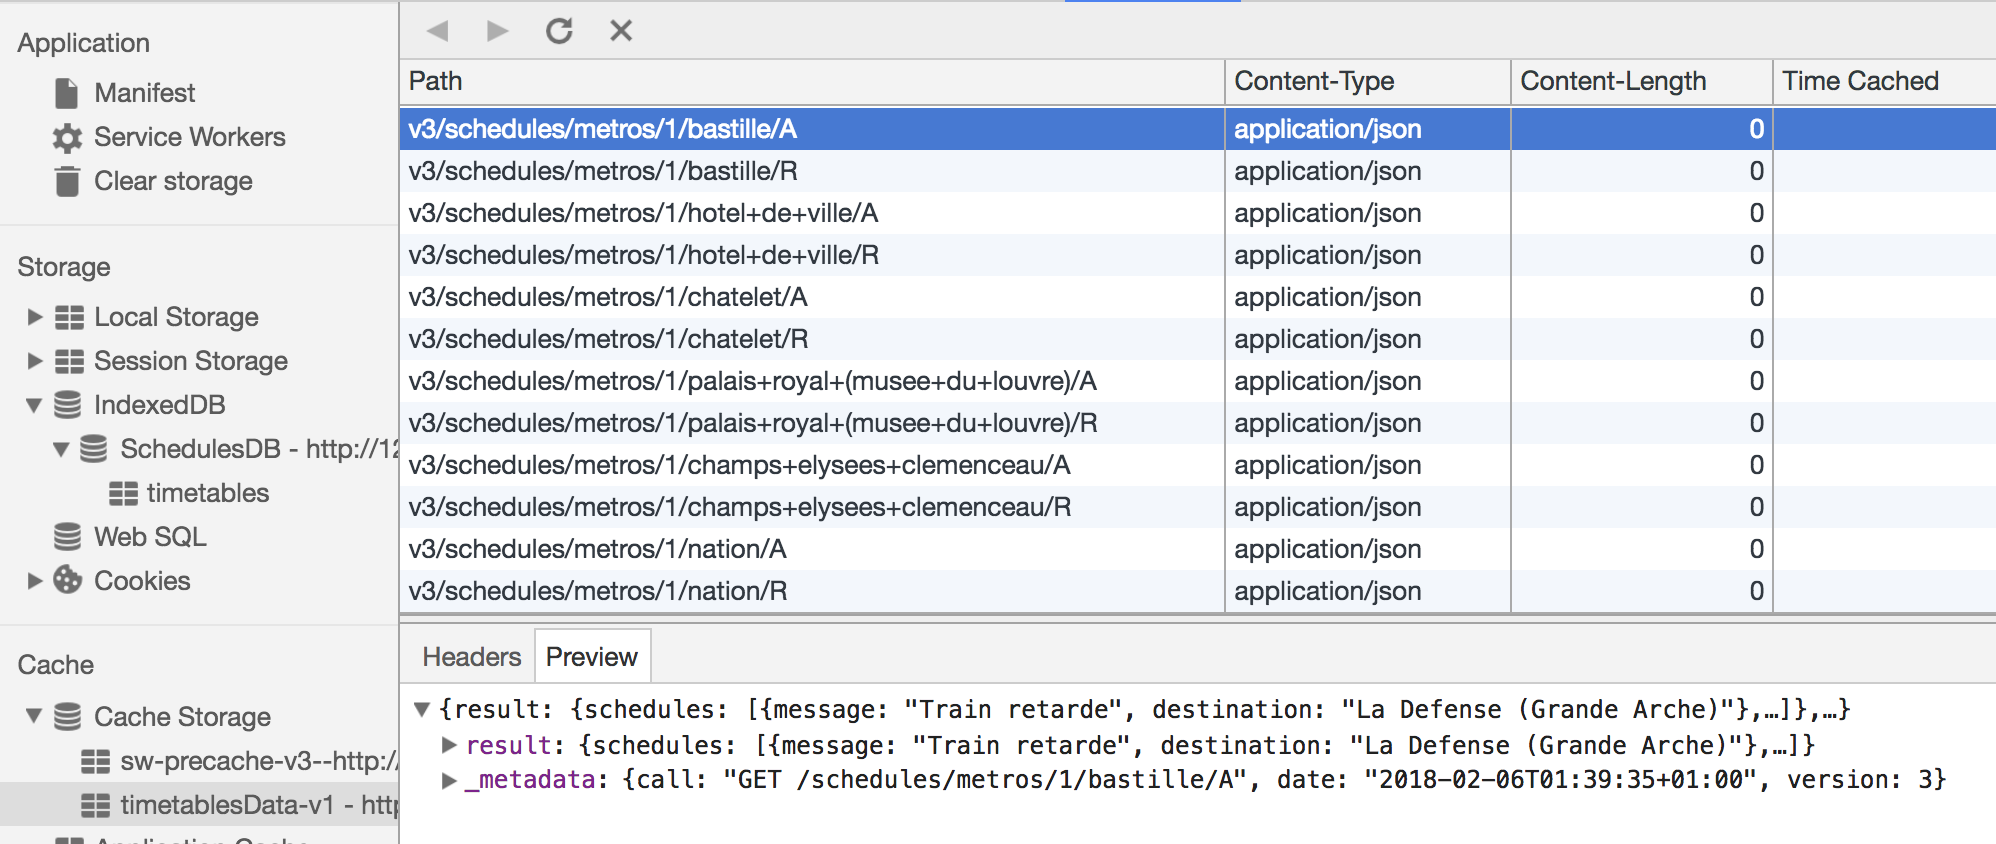 Application
Manifest
Service Workers
Clear storage
Storage
Local Storage
Session Storage
IndexedDB
SchedulesDB - http://12
timetables
Web SQL
Cookies
Cache
Cache Storage
sw-precache-v3--http:/
timetablesData-v1 - htt
Application Cache
Path Content-Type Content-Length Time Cached
v3/schedules/metros/1/bastille/A application/json 0
v3/schedules/metros/1/bastille/R application/json 0
v3/schedules/metros/1/hotel+de+ville/A application/json 0
v3/schedules/metros/1/hotel+de+ville/R application/json 0
v3/schedules/metros/1/chatelet/A application/json 0
v3/schedules/metros/1/chatelet/R application/json 0
v3/schedules/metros/1/palais+royal+(musee+du+louvre)/A application/json 0
v3/schedules/metros/1/palais+royal+(musee+du+louvre)/R application/json 0
v3/schedules/metros/1/champs+elysees+clemenceau/A application/json 0
v3/schedules/metros/1/champs+elysees+clemenceau/R application/json 0
v3/schedules/metros/1/nation/A application/json 0
v3/schedules/metros/1/nation/R application/json 0
Headers Preview
{result: {schedules: [{message: "Train retarde", destination: "La Defense (Grande Arche)"},…]},…}
result: {schedules: [{message: "Train retarde", destination: "La Defense (Grande Arche)"},…]}
_metadata: {call: "GET /schedules/metros/1/bastille/A", date: "2018-02-06T01:39:35+01:00", version: 3}